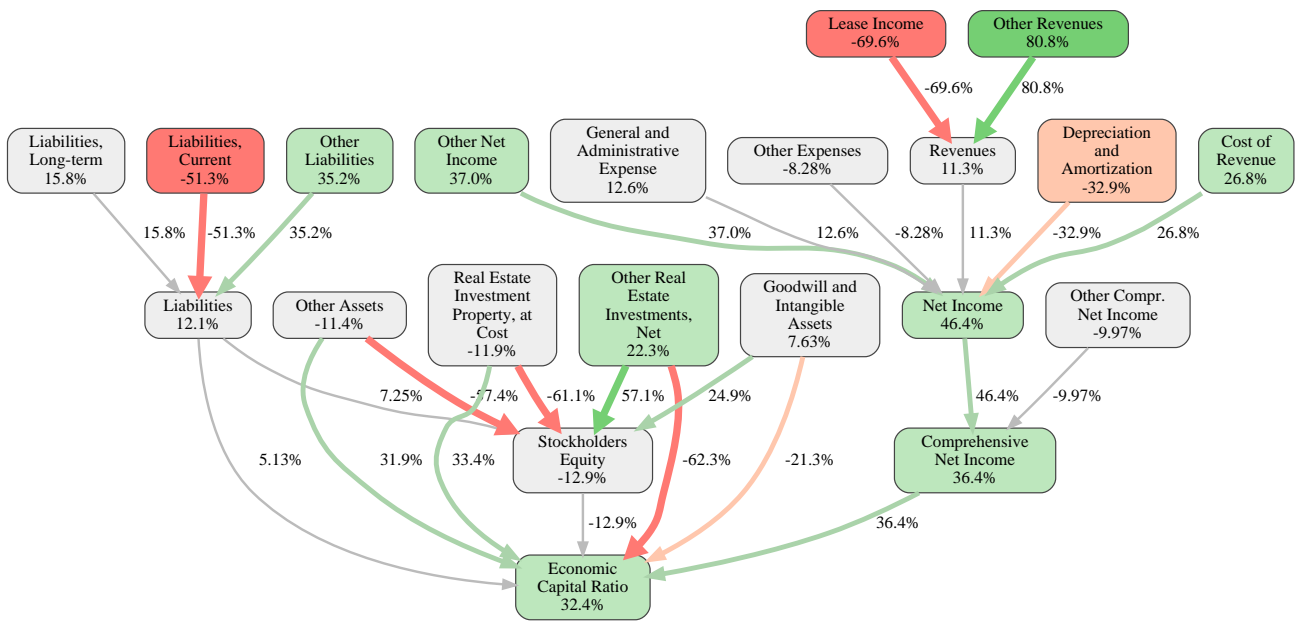 Lease Income
-69.6%
Other Revenues
80.8%
-69.6%
80.8%
Liabilities,
Long-term
15.8%
Liabilities,
Current
-51.3%
Other
Liabilities
35.2%
Other Net
Income
37.0%
General and
Administrative
Expense
12.6%
Other Expenses
-8.28%
Revenues
11.3%
Depreciation
and
Amortization
-32.9%
Cost of
Revenue
26.8%
15.8%
-51.3%
35.2%
37.0%
12.6%
-8.28%
11.3%
-32.9%
26.8%
Liabilities
12.1%
Other Assets
-11.4%
Real Estate
Investment
Property, at
Cost
-11.9%
Other Real
Estate
Investments,
Net
22.3%
Goodwill and
Intangible
Assets
7.63%
Net Income
46.4%
Other Compr.
Net Income
-9.97%
7.25%
-57.4%
-61.1%
57.1%
24.9%
46.4%
-9.97%
Stockholders
Equity
-12.9%
Comprehensive
Net Income
36.4%
5.13%
31.9%
33.4%
-62.3%
-21.3%
-12.9%
36.4%
Economic
Capital Ratio
32.4%